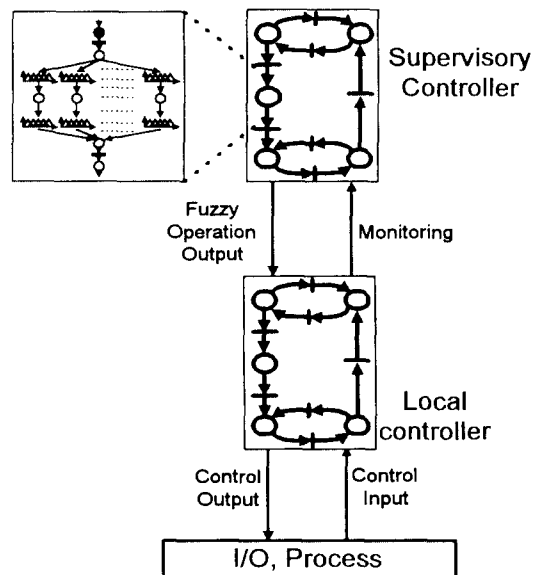 Supervisory
Controller
Fuzzy
Operation
Output
Monitoring
Local
controller
Control
Output
Control
Input
I/O, Process